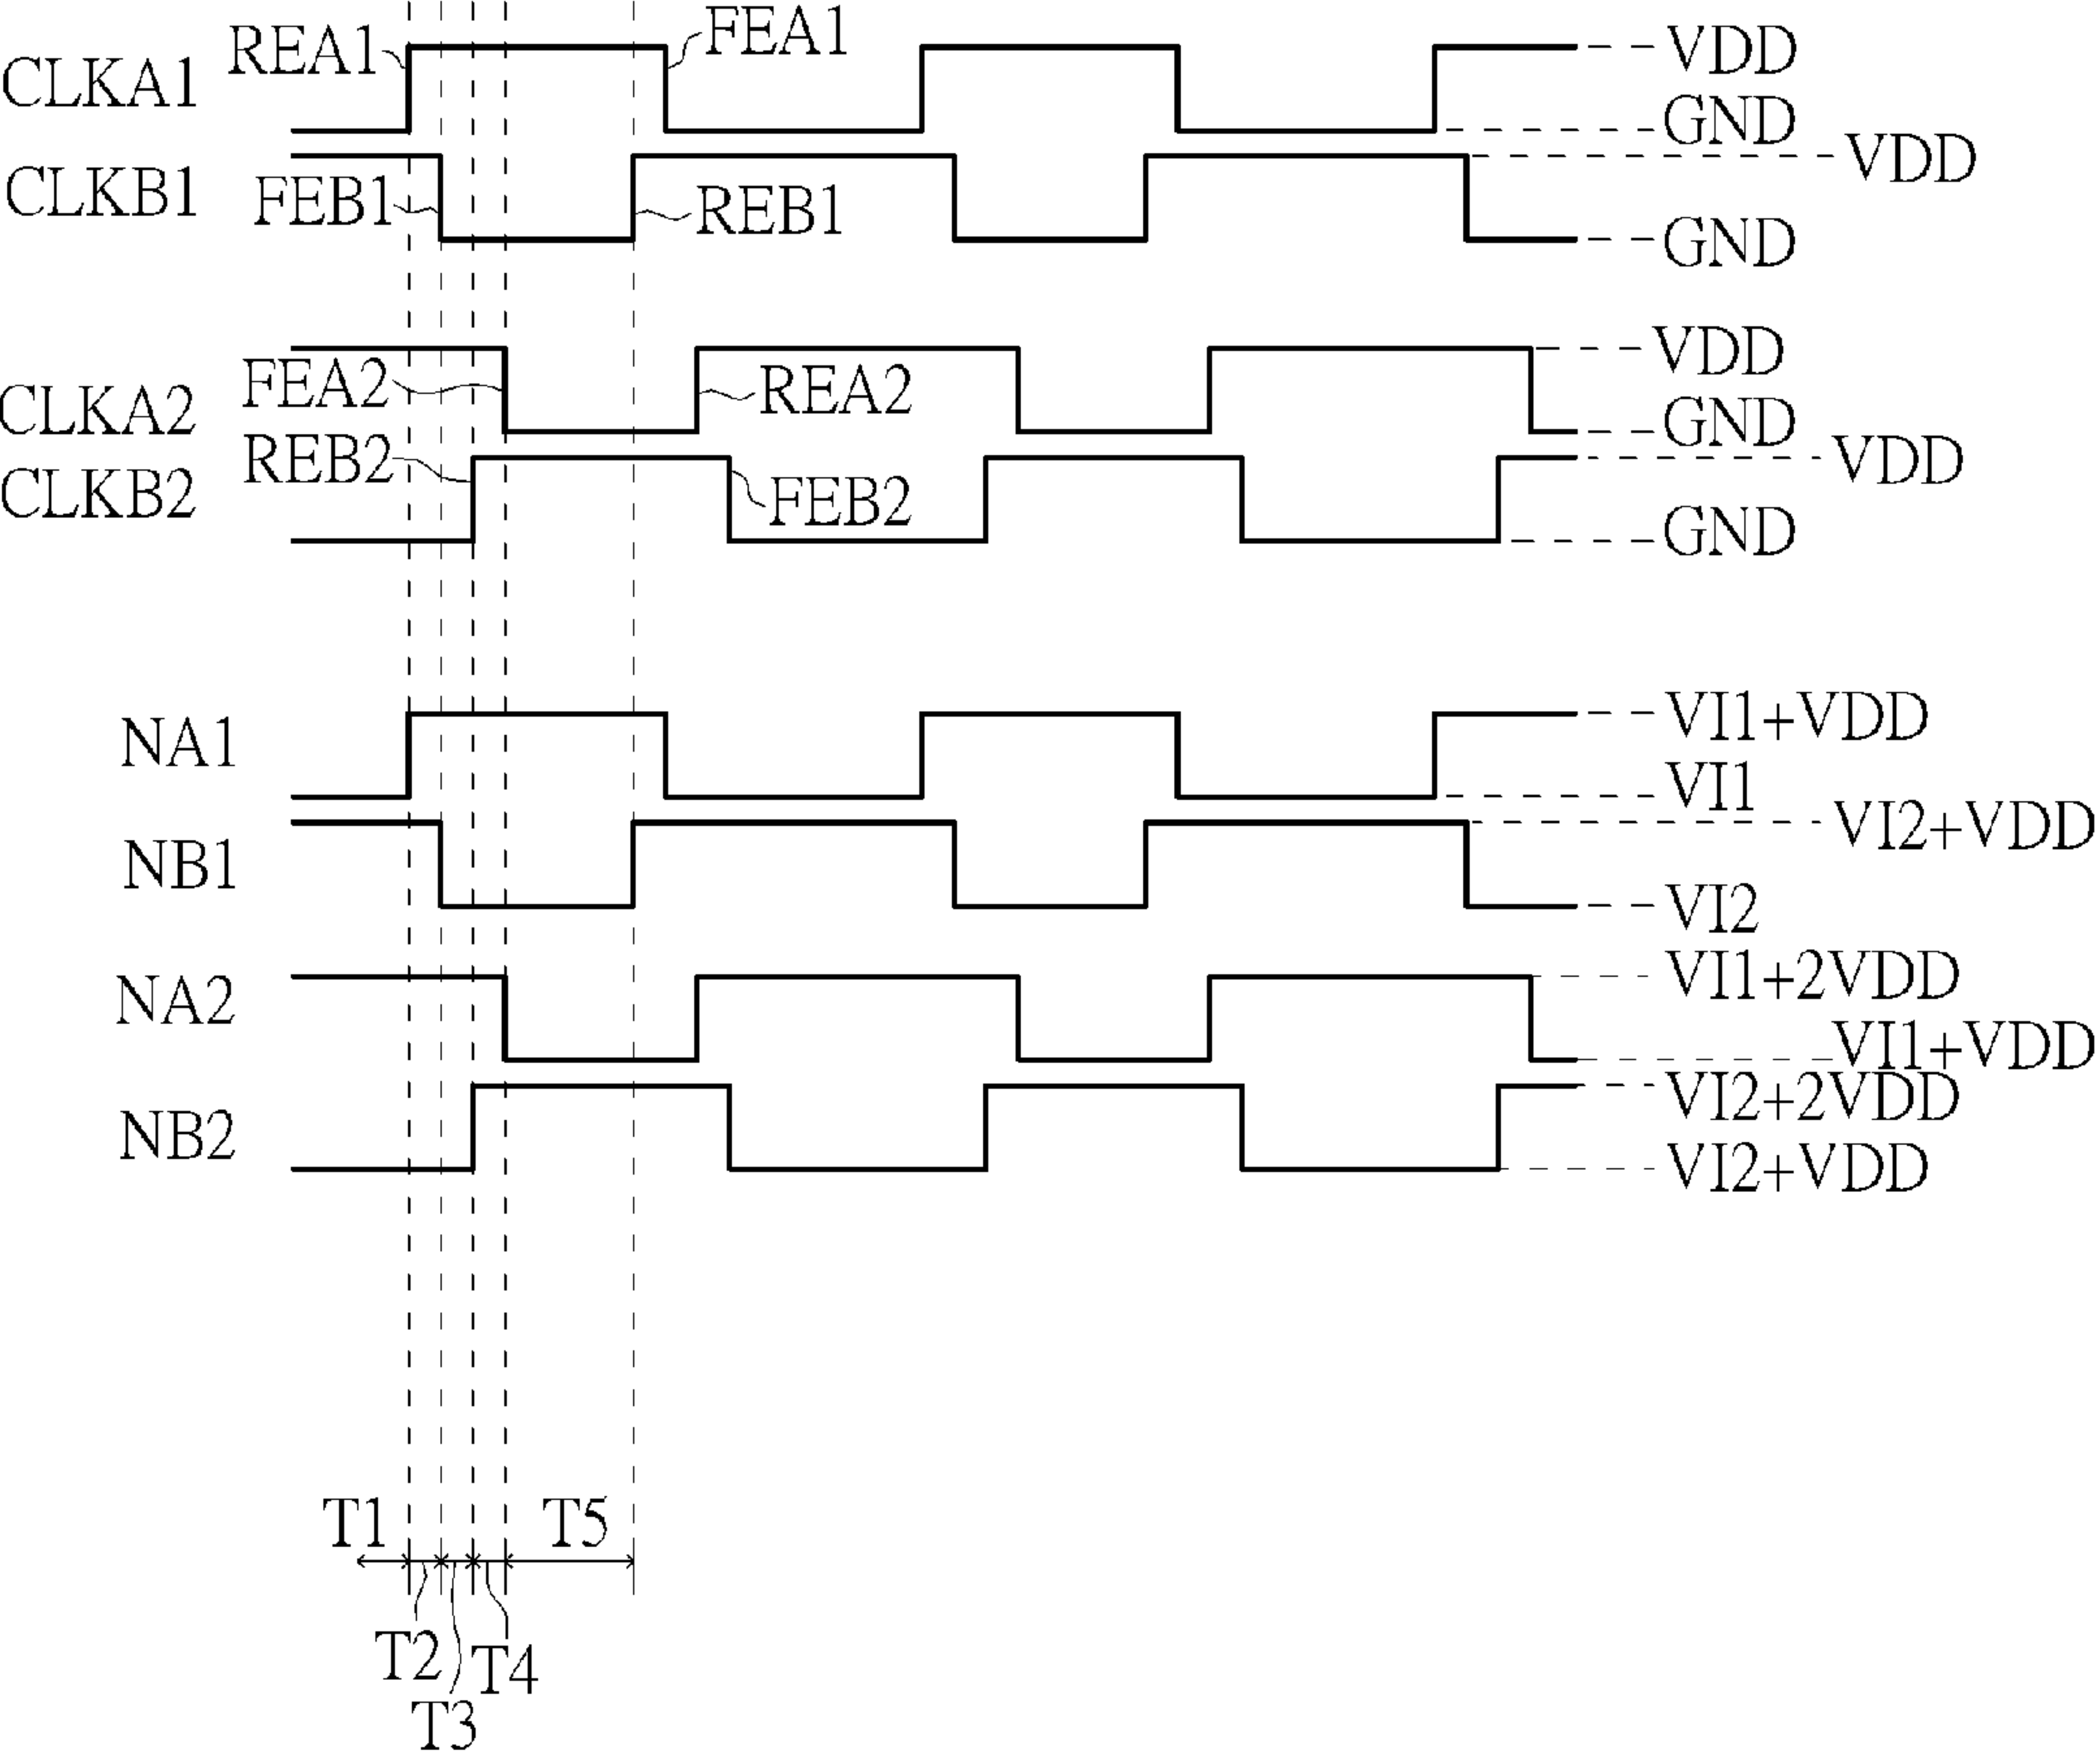 REA1
FEA1
VDD
CLKA1
GND
VDD
CLKB1
FEB1
REB1
GND
VDD
FEA2
REA2
CLKA2
GND
VDD
REB2
CLKB2
FEB2
GND
VI1+VDD
NA1
VI1
VI2+VDD
NB1
VI2
VI1+2VDD
NA2
VI1+VDD
VI2+2VDD
NB2
VI2+VDD
T1
T5
T2
T4
T3